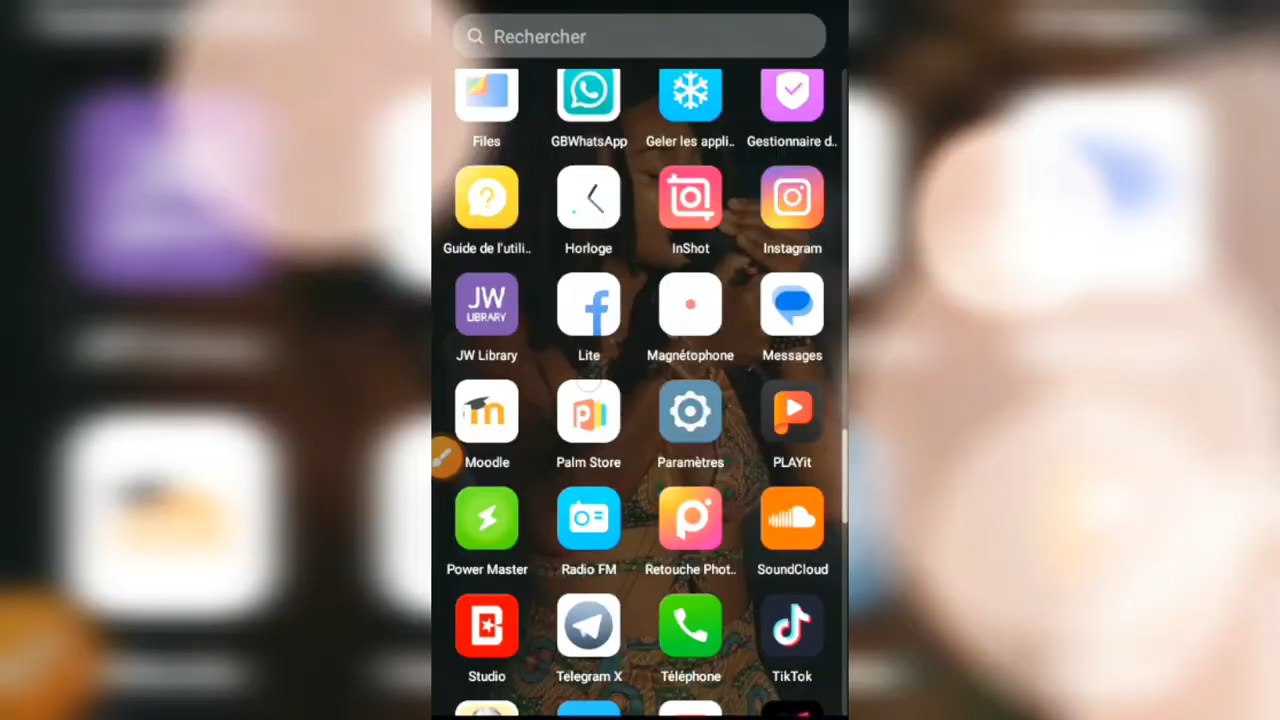 Rechercher
Files
GBWhatsApp
Geler les appli..
Gestionnaire d..
Guide de l'utili..
Horloge
InShot
Instagram
JW
LIBRARY
JW Library
Lite
Magnétophone
Messages
Moodle
Palm Store
Paramètres
PLAYit
Power Master
Radio FM
Retouche Phot..
SoundCloud
Studio
Telegram X
Téléphone
TikTok